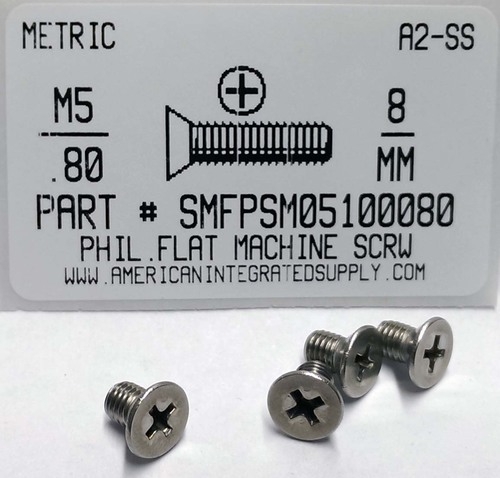 METRIC A2-SS
M5 8
.80 MM
PART # SMFPSM05100080
PHIL.FLAT MACHINE SCRW
WWW.AMERICANINTEGRATEDSUPPLY.COM